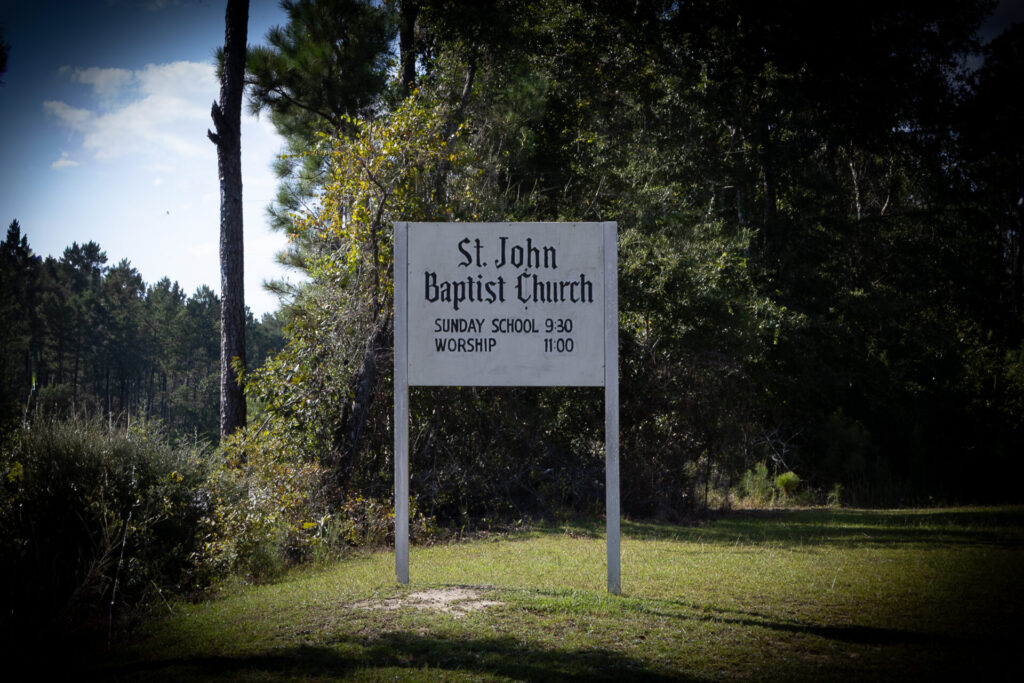 St. John
Baptist Church
SUNDAY SCHOOL 9:30
WORSHIP 11:00